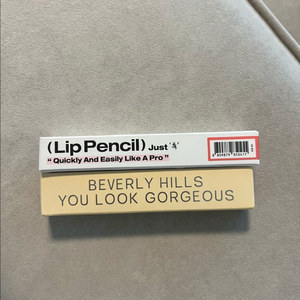 (Lip Pencil) Just
" Quickly And Easily Like A Pro "
BEVERLY HILLS
YOU LOOK GORGEOUS